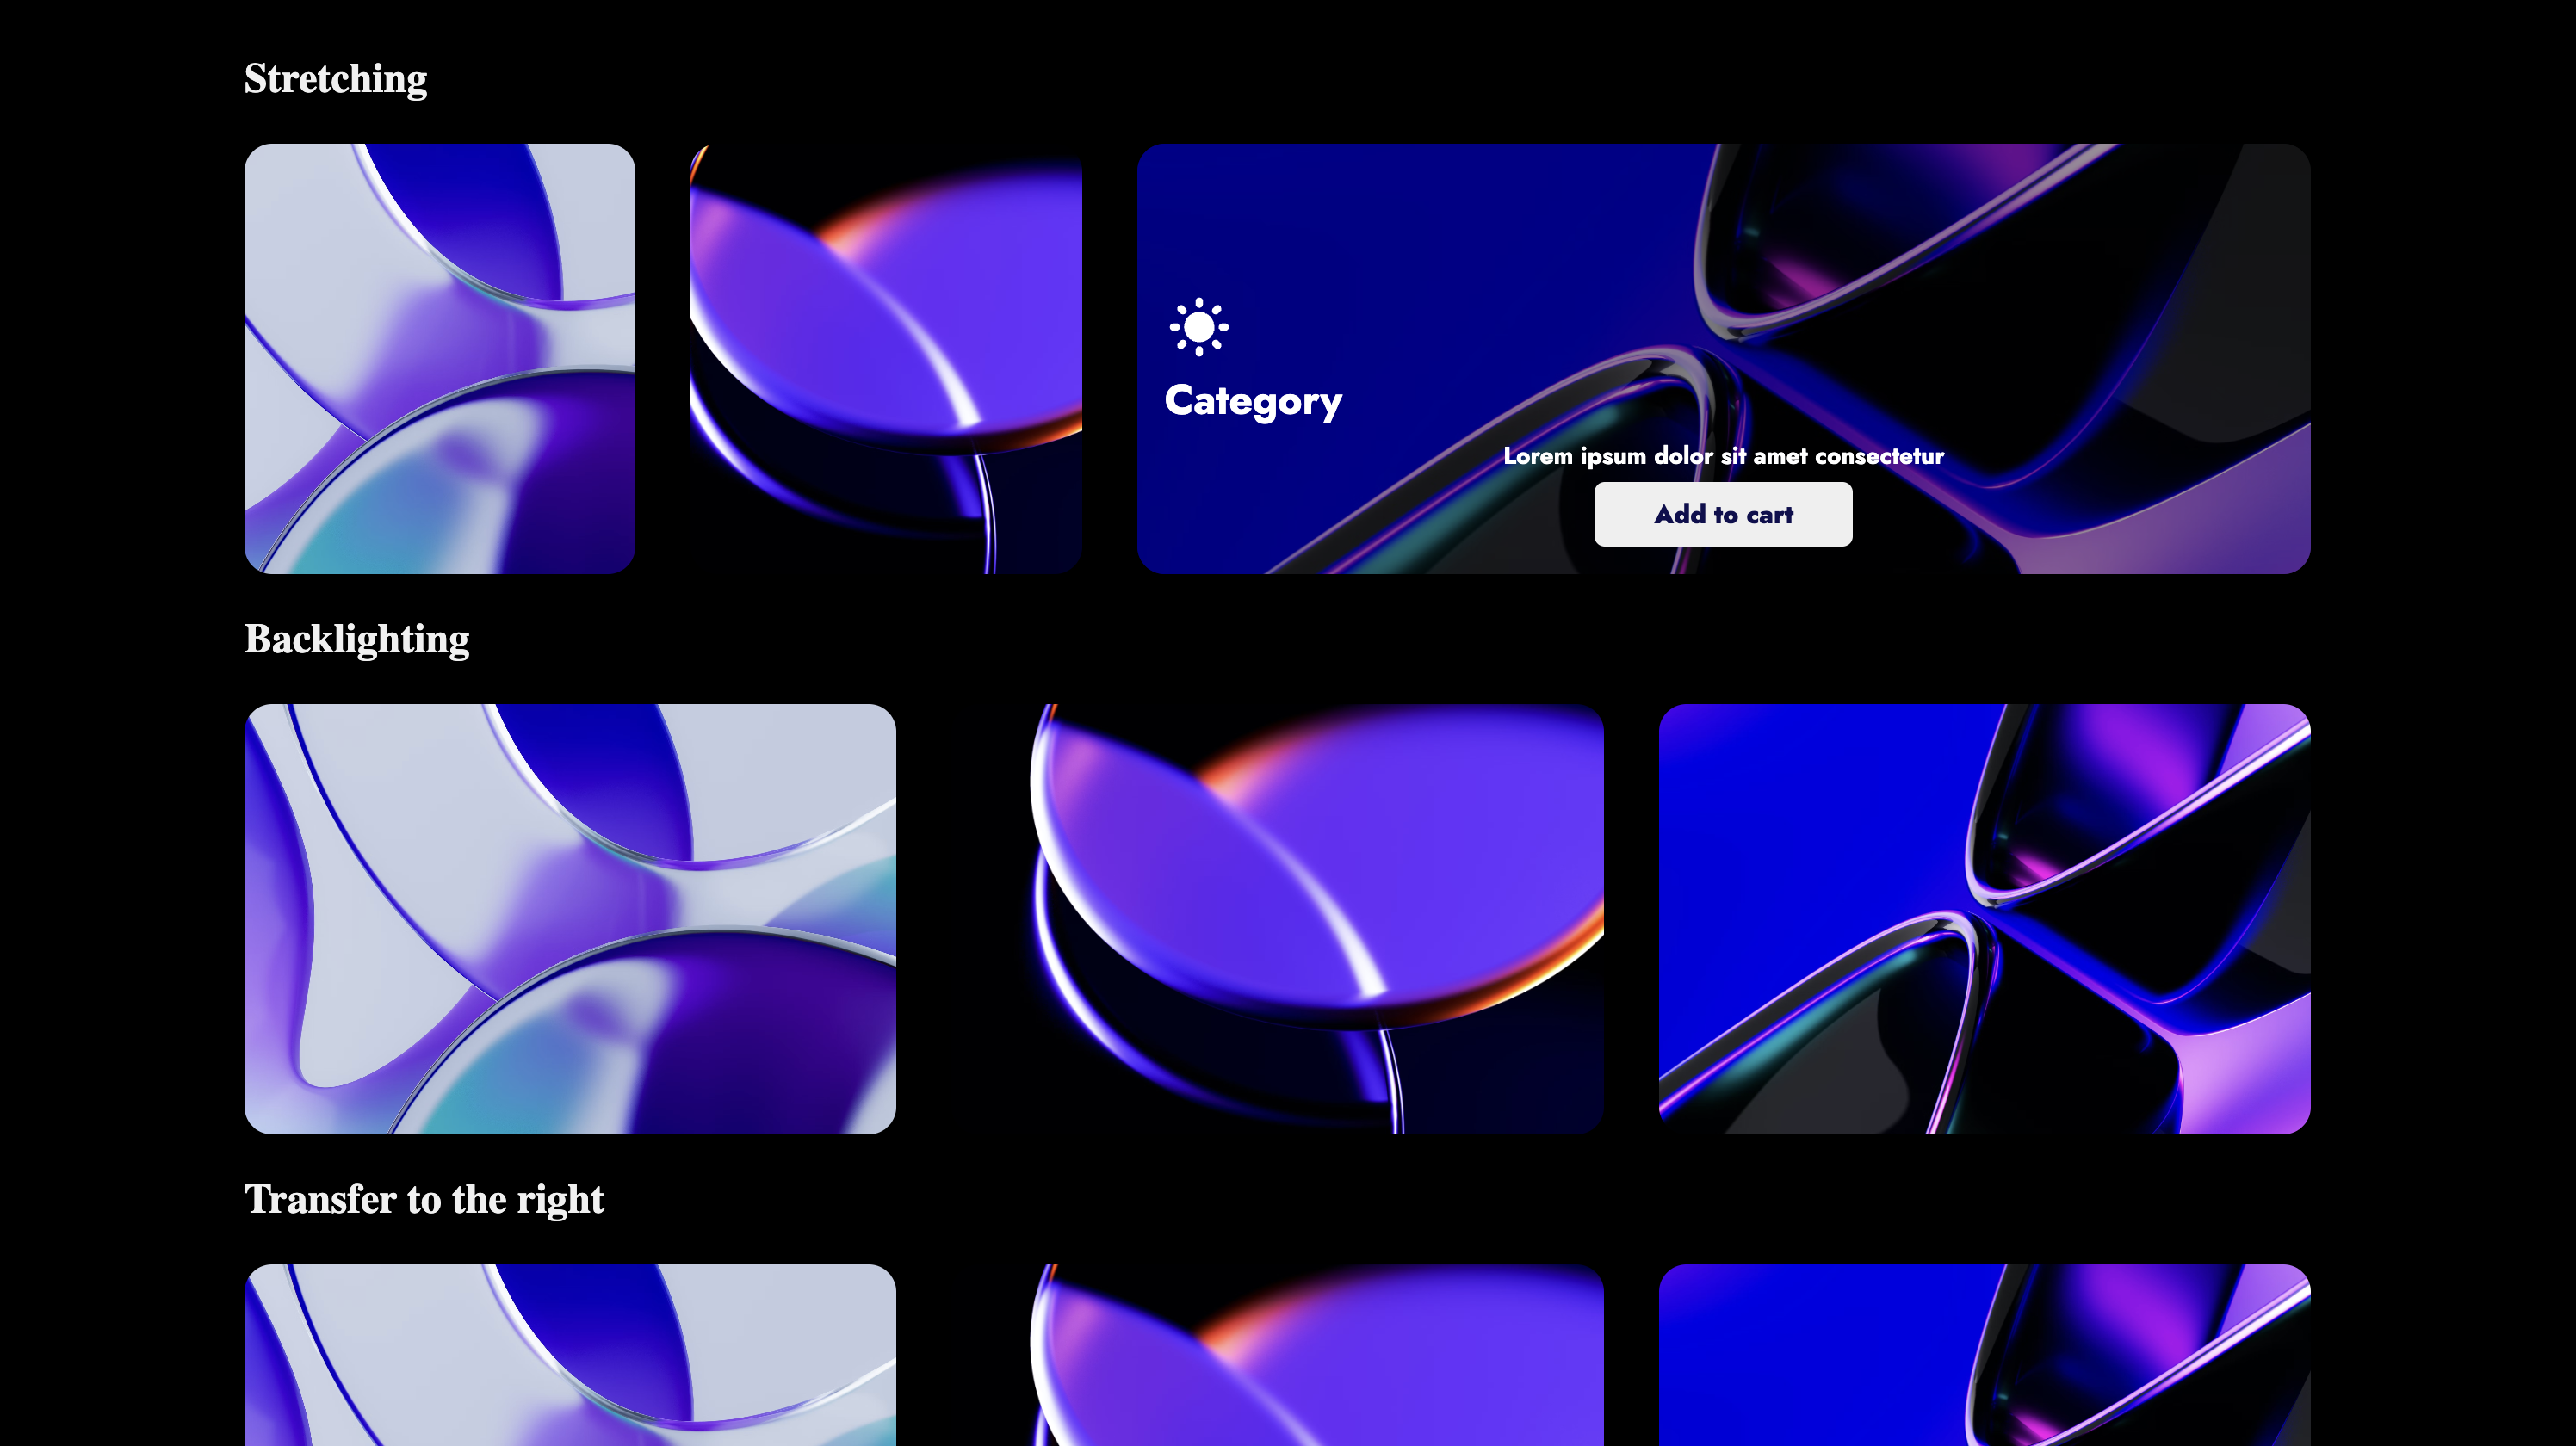 Stretching
Category
Lorem ipsum dolor sit amet consectetur
Add to cart
Backlighting
Transfer to the right